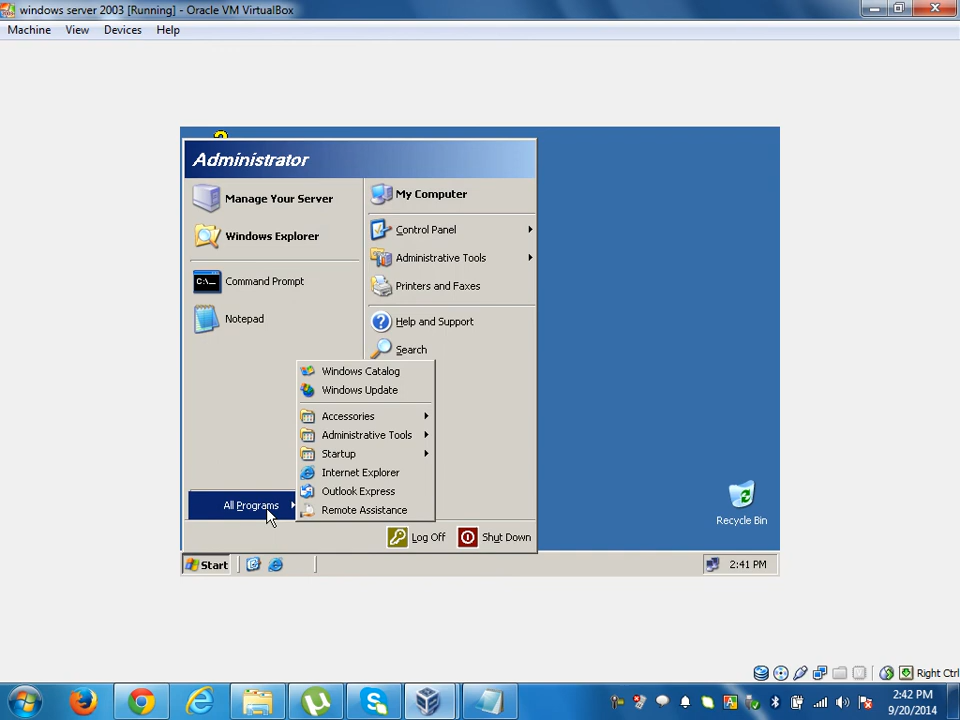 windows server 2003 [Running] - Oracle VM VirtualBox
Machine View Devices Help
Administrator
Manage Your Server
Windows Explorer
Command Prompt
Notepad
My Computer
Control Panel
Administrative Tools
Printers and Faxes
Help and Support
Search
Windows Catalog
Windows Update
Accessories
Administrative Tools
Startup
Internet Explorer
Outlook Express
Remote Assistance
All Programs
Log Off Shut Down
Recycle Bin
Start
2:41 PM
Right Ctrl
2:42 PM
9/20/2014